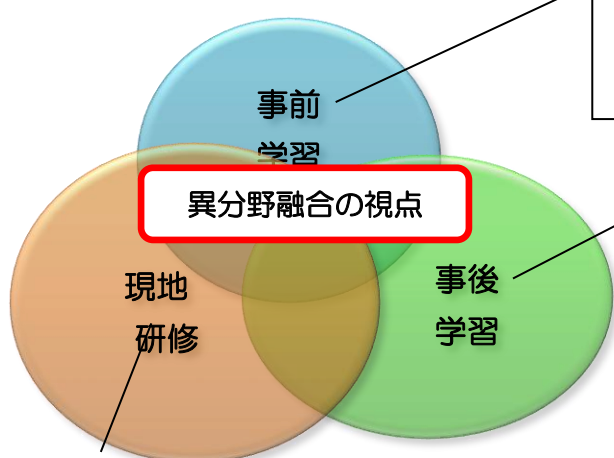 事前
学習
異分野融合の視点
現地
研修
事後
学習